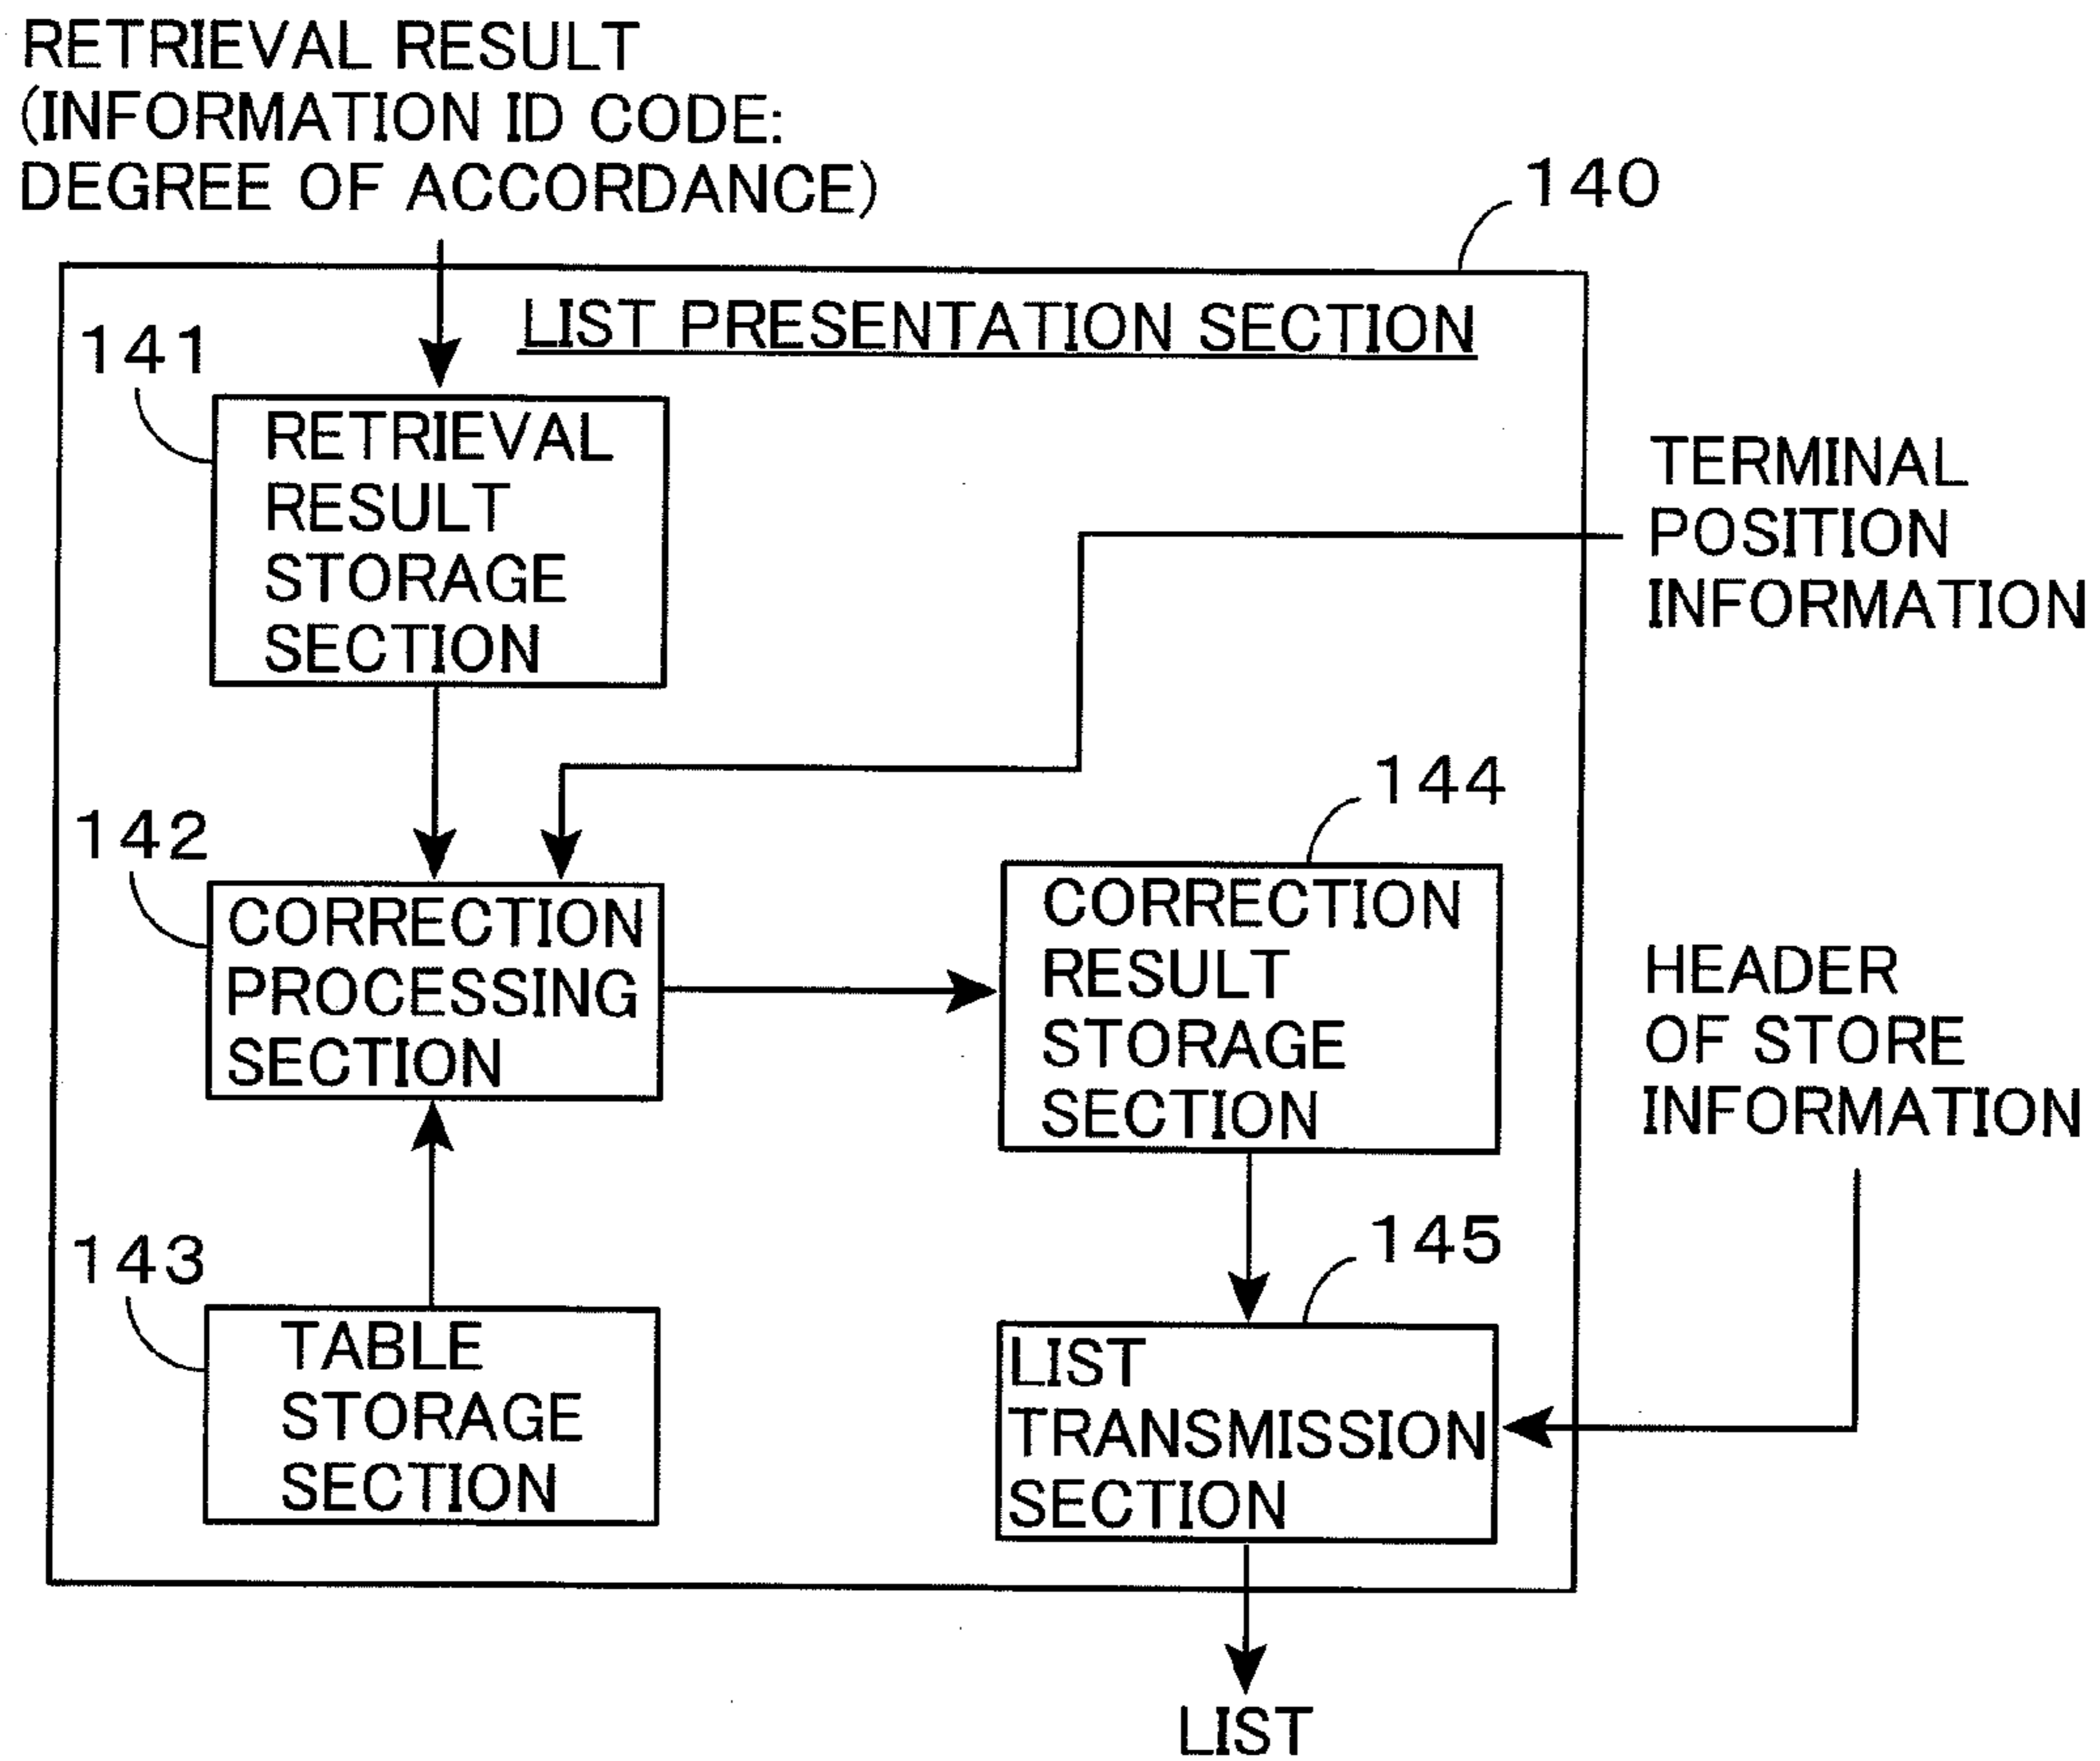 RETRIEVAL RESULT
(INFORMATION ID CODE:
DEGREE OF ACCORDANCE)
140
LIST PRESENTATION SECTION
141
RETRIEVAL
RESULT
STORAGE
SECTION
TERMINAL
POSITION
INFORMATION
142
CORRECTION
PROCESSING
SECTION
144
CORRECTION
RESULT
STORAGE
SECTION
HEADER
OF STORE
INFORMATION
143
TABLE
STORAGE
SECTION
145
LIST
TRANSMISSION
SECTION
LIST